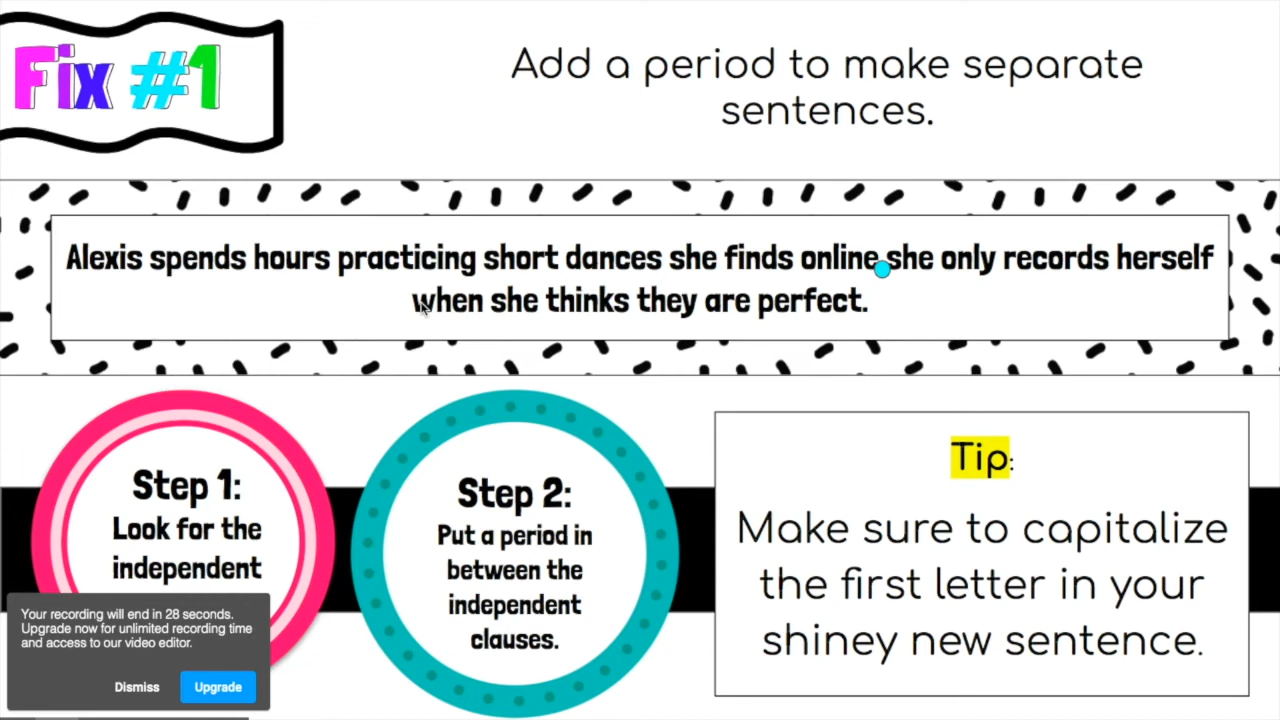 Fix #1
Add a period to make separate
sentences.
Alexis spends hours practicing short dances she finds online she only records herself
when she thinks they are perfect.
Step 1:
Look for the
independent
Step 2:
Put a period in
between the
independent
clauses.
Tip:
Make sure to capitalize
the first letter in your
shiney new sentence.
Your recording will end in 28 seconds.
Upgrade now for unlimited recording time
and access to our video editor.
Dismiss
Upgrade